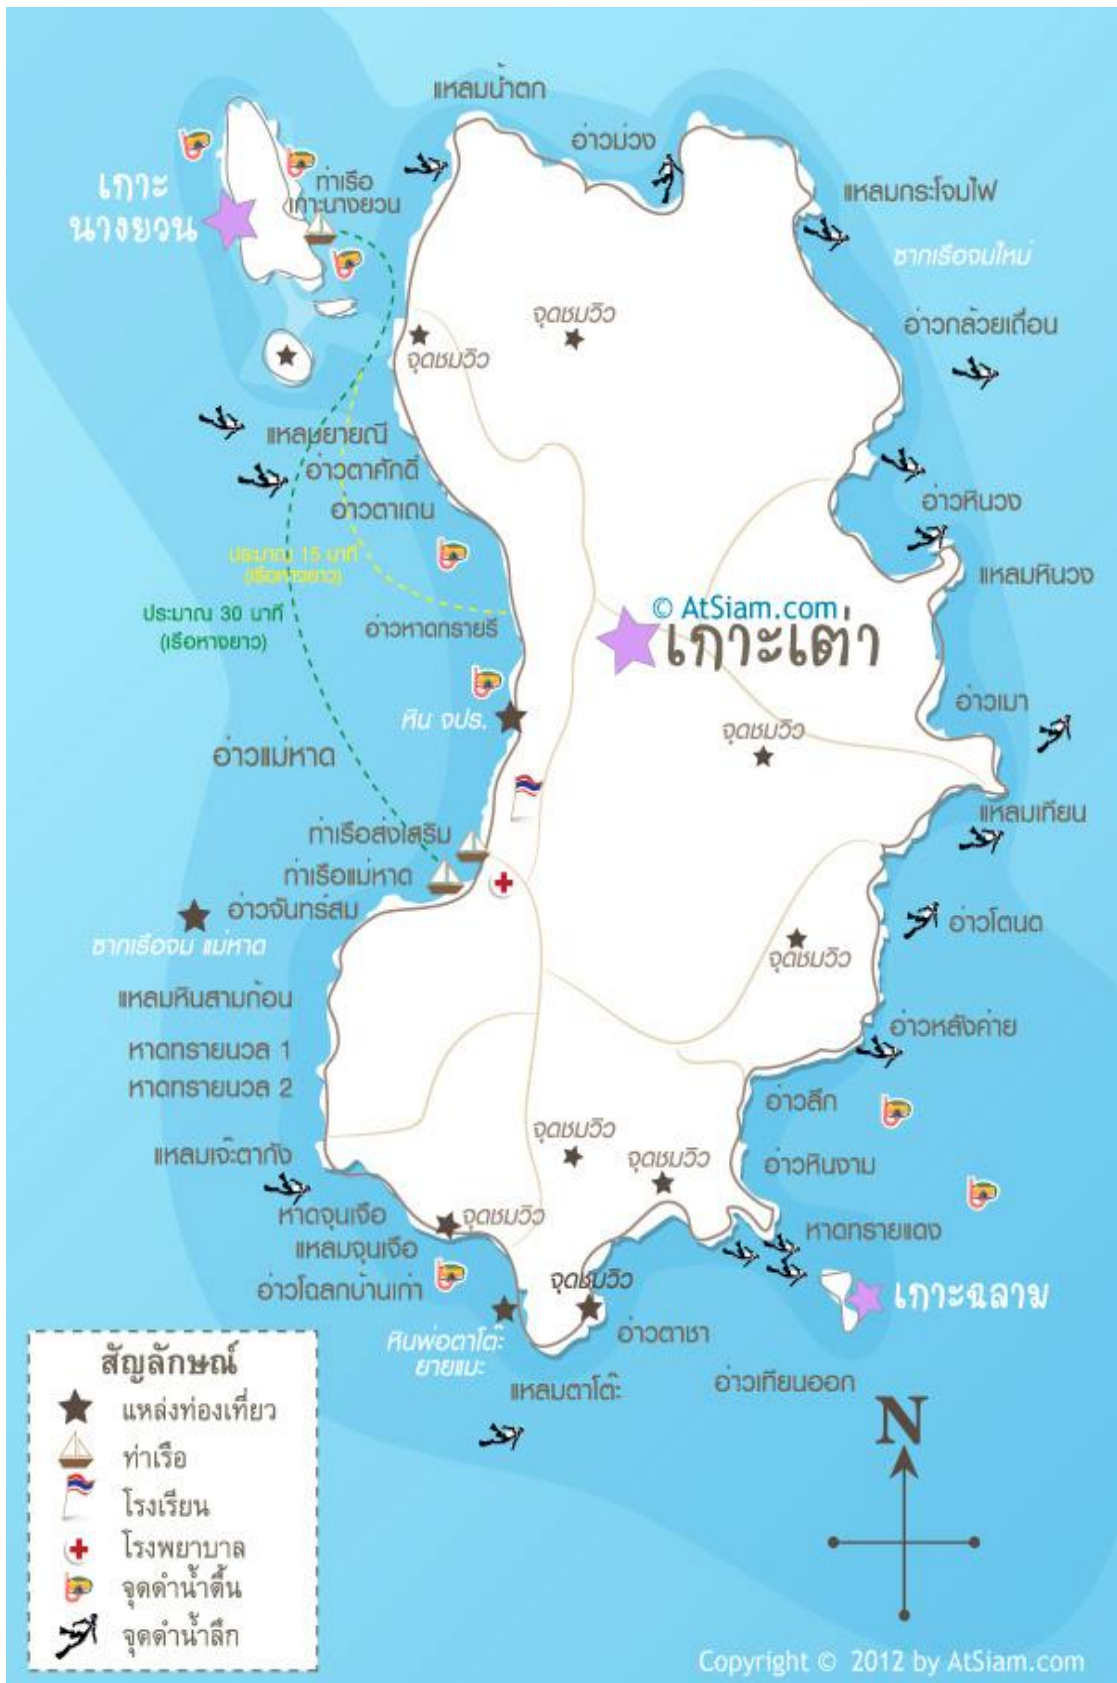 แหลมน้ำตก
อ่าวม่วง
แหลมกระโจมไฟ
เกาะ
นางยวน
ท่าเรือ
เกาะนางยวน
ซากเรือจมใหม่
จุดชมวิว
อ่าวกล้วยเถื่อน
จุดชมวิว
แหลมยายณี
อ่าวตาศักดิ์
อ่าวตาเถน
อ่าวหินวง
ประมาณ 15 นาที
(เรือหางยาว)
แหลมหินวง
ประมาณ 30 นาที
(เรือหางยาว)
© AtSiam.com
เกาะเต่า
อ่าวหาดทรายรี
อ่าวเมา
หิน จปร.
จุดชมวิว
อ่าวแม่หาด
แหลมเทียน
ท่าเรือส่งเสริม
ท่าเรือแม่หาด
อ่าวจันทร์สม
อ่าวโตนด
ซากเรือจม แม่หาด
จุดชมวิว
แหลมหินสามก้อน
อ่าวหลังค่าย
หาดทรายนวล 1
หาดทรายนวล 2
อ่าวลึก
จุดชมวิว
แหลมเจ๊ะตากัง
จุดชมวิว
อ่าวหินงาม
หาดจุนเจือ
จุดชมวิว
หาดทรายแดง
แหลมจุนเจือ
อ่าวโฉลกบ้านเก่า
จุดชมวิว
เกาะฉลาม
หินพ่อตาโต๊ะ
ยายแมะ
อ่าวตาชา
แหลมตาโต๊ะ
อ่าวเทียนออก
N
สัญลักษณ์
แหล่งท่องเที่ยว
ท่าเรือ
โรงเรียน
โรงพยาบาล
จุดดำน้ำตื้น
จุดดำน้ำลึก
Copyright © 2012 by AtSiam.com